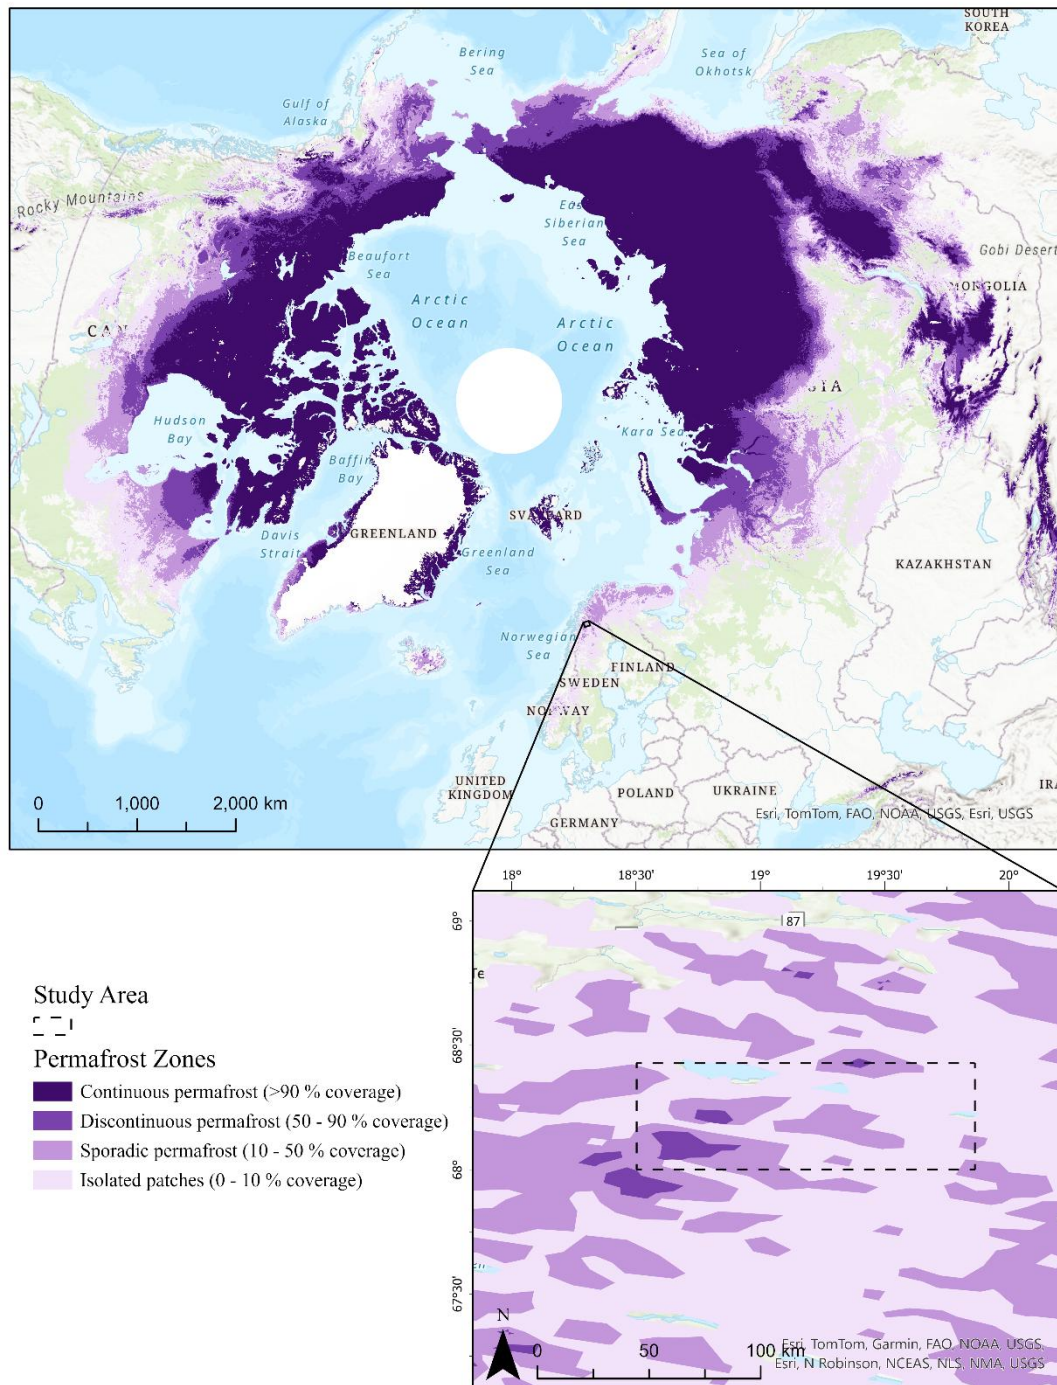 SOUTH
KOREA
Bering
Sea
Sea of
Okhotsk
Gulf of
Alaska
Rocky Mountains
East
Siberian
Sea
Gobi Desert
Beaufort
Sea
MONGOLIA
Arctic
Ocean
Arctic
Ocean
CAN
SIA
Hudson
Bay
Kara Sea
Baffin
Bay
SVALBARD
Davis
Strait
GREENLAND
Greenland
Sea
KAZAKHSTAN
Norwegian
Sea
FINLAND
SWEDEN
NORWAY
UNITED
KINGDOM
POLAND
UKRAINE
IRA
GERMANY
0 1,000 2,000 km
Esri, TomTom, FAO, NOAA, USGS, Esri, USGS
18° 18°30' 19° 19°30' 20°
69°
87
Te
68°30'
68°
67°30'
Study Area
Permafrost Zones
Continuous permafrost (>90 % coverage)
Discontinuous permafrost (50 - 90 % coverage)
Sporadic permafrost (10 - 50 % coverage)
Isolated patches (0 - 10 % coverage)
N
0 50 100 km
Esri, TomTom, Garmin, FAO, NOAA, USGS,
Esri, N Robinson, NCEAS, NLS, NMA, USGS